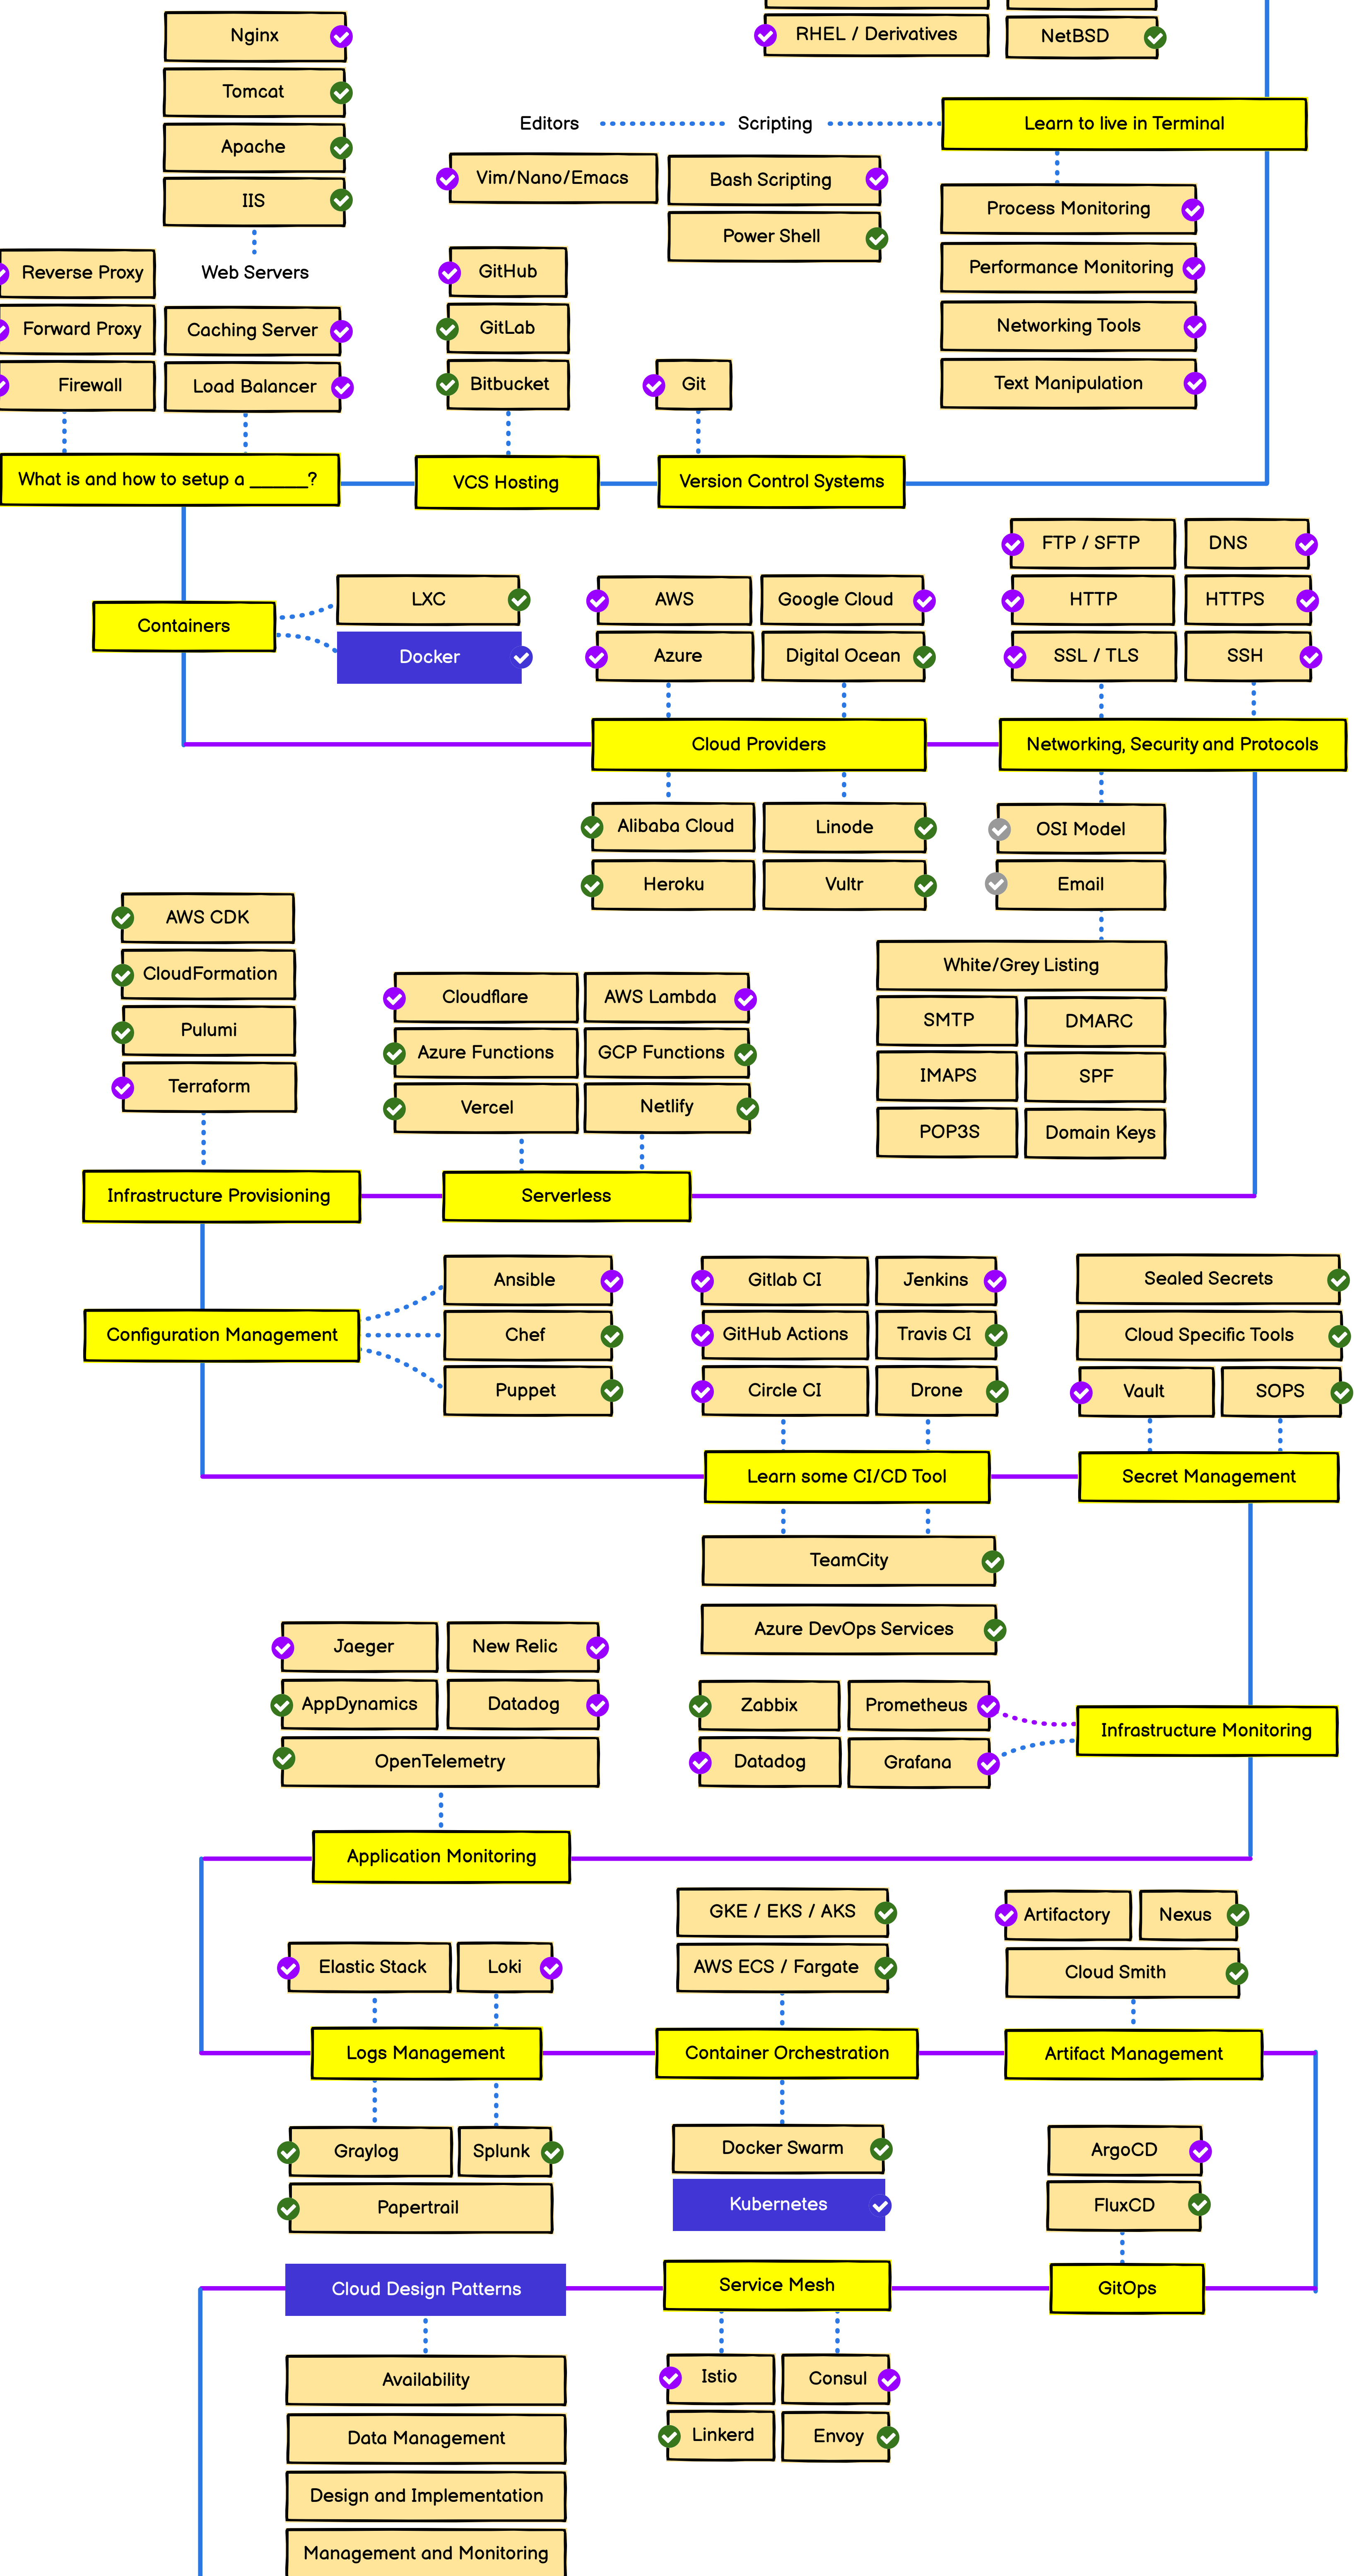 Nginx
RHEL / Derivatives
NetBSD
Tomcat
Editors
Scripting
Learn to live in Terminal
Apache
Vim/Nano/Emacs
Bash Scripting
IIS
Process Monitoring
Power Shell
Reverse Proxy
Web Servers
GitHub
Performance Monitoring
Forward Proxy
Caching Server
GitLab
Networking Tools
Firewall
Load Balancer
Bitbucket
Git
Text Manipulation
What is and how to setup a ______?
VCS Hosting
Version Control Systems
FTP / SFTP
DNS
LXC
AWS
Google Cloud
HTTP
HTTPS
Containers
Docker
Azure
Digital Ocean
SSL / TLS
SSH
Cloud Providers
Networking, Security and Protocols
Alibaba Cloud
Linode
OSI Model
Heroku
Vultr
Email
AWS CDK
White/Grey Listing
CloudFormation
Cloudflare
AWS Lambda
SMTP
DMARC
Pulumi
Azure Functions
GCP Functions
IMAPS
SPF
Terraform
Vercel
Netlify
POP3S
Domain Keys
Infrastructure Provisioning
Serverless
Ansible
Gitlab CI
Jenkins
Sealed Secrets
Configuration Management
Chef
GitHub Actions
Travis CI
Cloud Specific Tools
Puppet
Circle CI
Drone
Vault
SOPS
Learn some CI/CD Tool
Secret Management
TeamCity
Azure DevOps Services
Jaeger
New Relic
AppDynamics
Datadog
Zabbix
Prometheus
Infrastructure Monitoring
OpenTelemetry
Datadog
Grafana
Application Monitoring
GKE / EKS / AKS
Artifactory
Nexus
Elastic Stack
Loki
AWS ECS / Fargate
Cloud Smith
Logs Management
Container Orchestration
Artifact Management
Graylog
Splunk
Docker Swarm
ArgoCD
Papertrail
Kubernetes
FluxCD
Cloud Design Patterns
Service Mesh
GitOps
Availability
Istio
Consul
Data Management
Linkerd
Envoy
Design and Implementation
Management and Monitoring